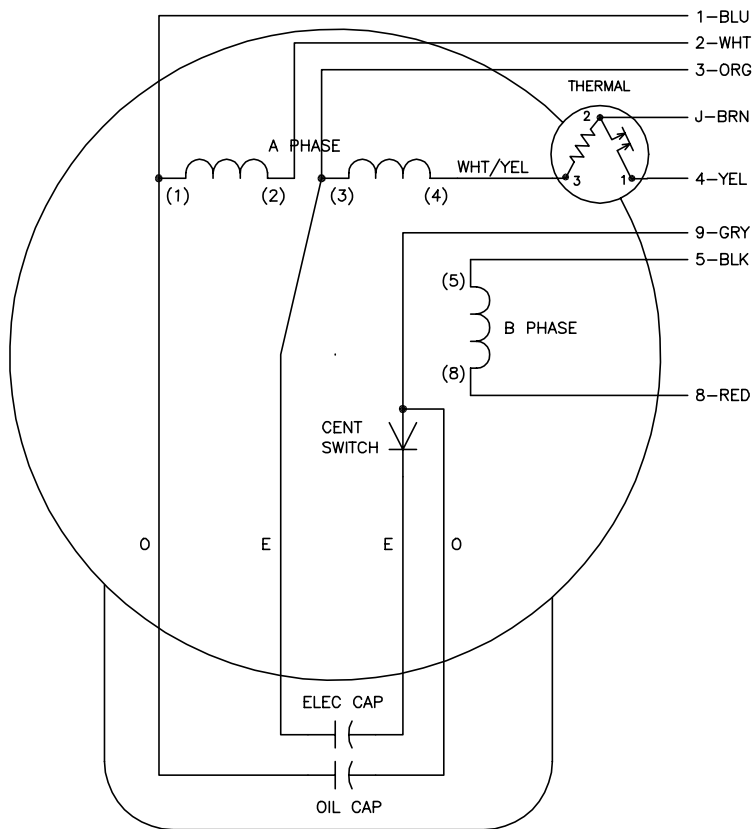 1-BLU
2-WHT
3-ORG
THERMAL
2
J-BRN
A PHASE
WHT/YEL
3
1
4-YEL
(1)
(2)
(3)
(4)
9-GRY
5-BLK
(5)
B PHASE
(8)
8-RED
CENT
SWITCH
O
E
E
O
ELEC CAP
OIL CAP